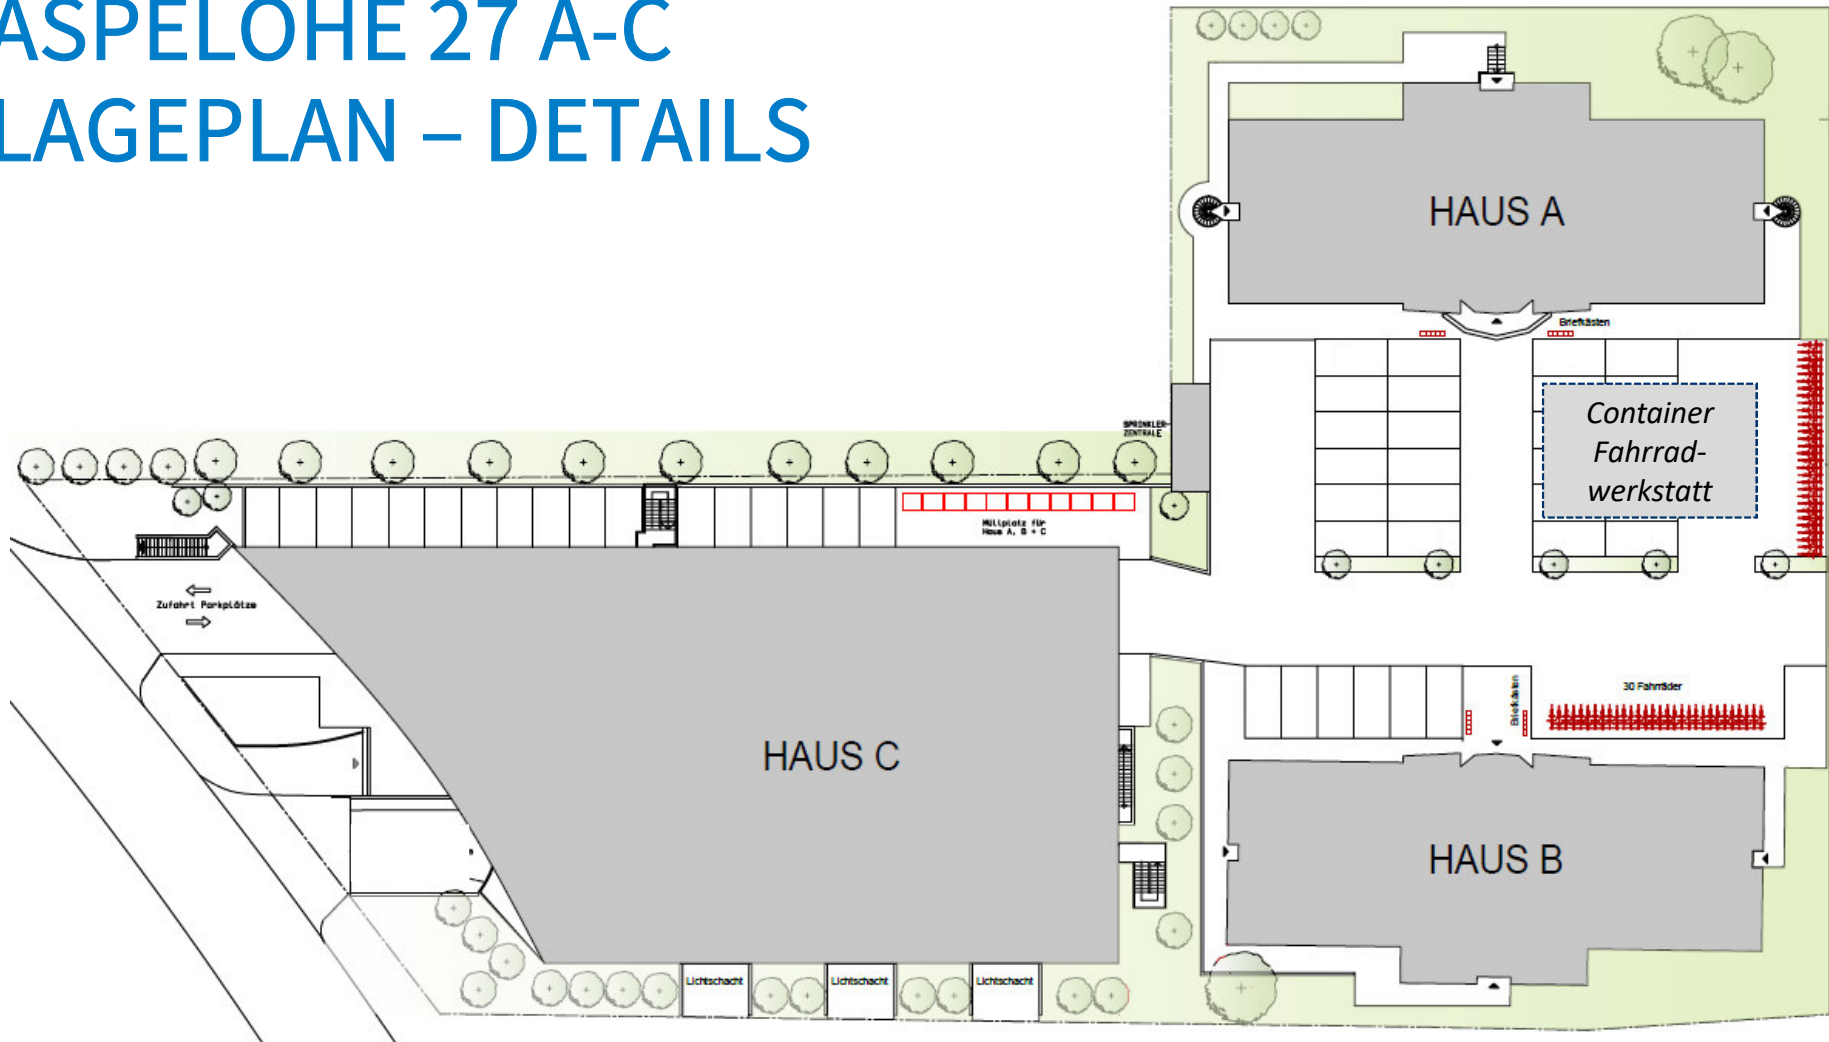 ASPELOHE 27 A-C
LAGEPLAN – DETAILS
HAUS A
Briefkästen
Container
Fahrrad-
werkstatt
SPRINKLER-
ZENTRALE
Müllplatz für
Haus A, B + C
Zufahrt Parkplätze
Briefkästen
30 Fahrräder
HAUS C
HAUS B
Lichtschacht
Lichtschacht
Lichtschacht